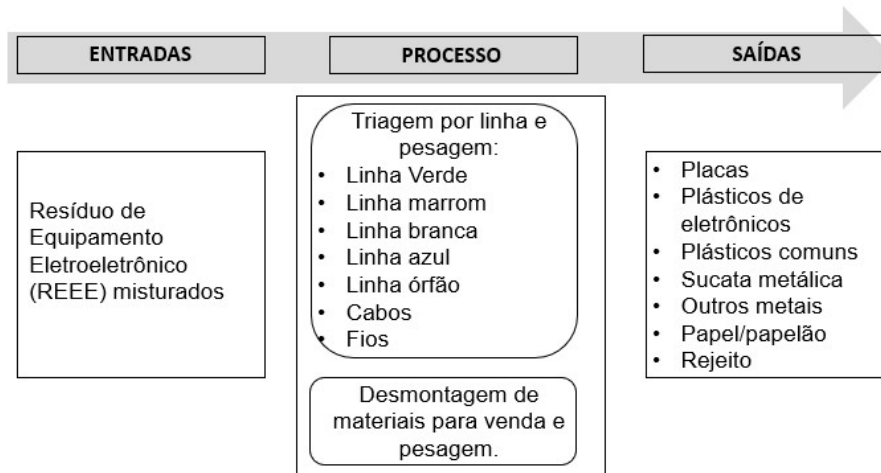 ENTRADAS
PROCESSO
SAÍDAS
Resíduo de
Equipamento
Eletroeletrônico
(REEE) misturados
Triagem por linha e
pesagem:
• Linha Verde
• Linha marrom
• Linha branca
• Linha azul
• Linha órfão
• Cabos
• Fios
Desmontagem de
materiais para venda e
pesagem.
• Placas
• Plásticos de
eletrônicos
• Plásticos comuns
• Sucata metálica
• Outros metais
• Papel/papelão
• Rejeito